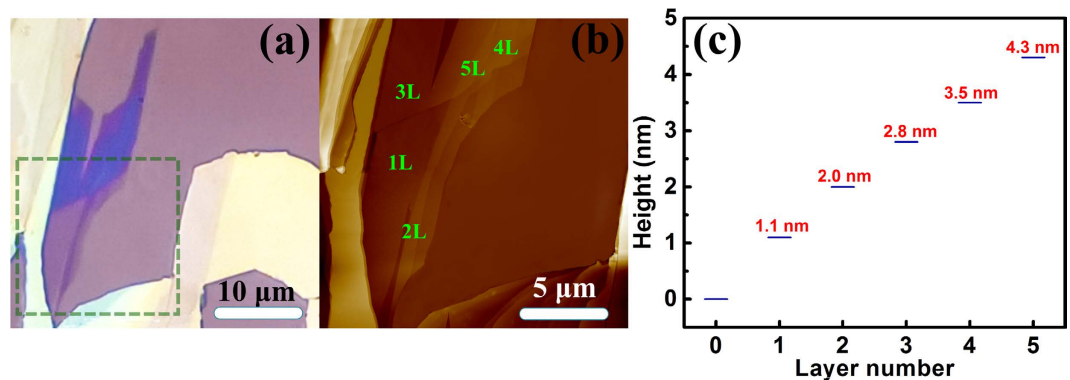 (a)
10 μm
(b)
4L
5L
3L
1L
2L
5 μm
(c)
Height (nm)
5
4
3
2
1
0
4.3 nm
3.5 nm
2.8 nm
2.0 nm
1.1 nm
0 1 2 3 4 5
Layer number